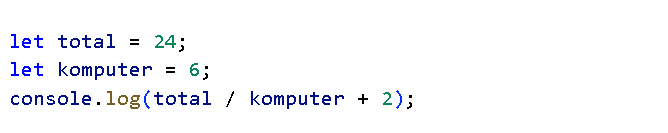 let total = 24;
let komputer = 6;
console.log(total / komputer + 2);